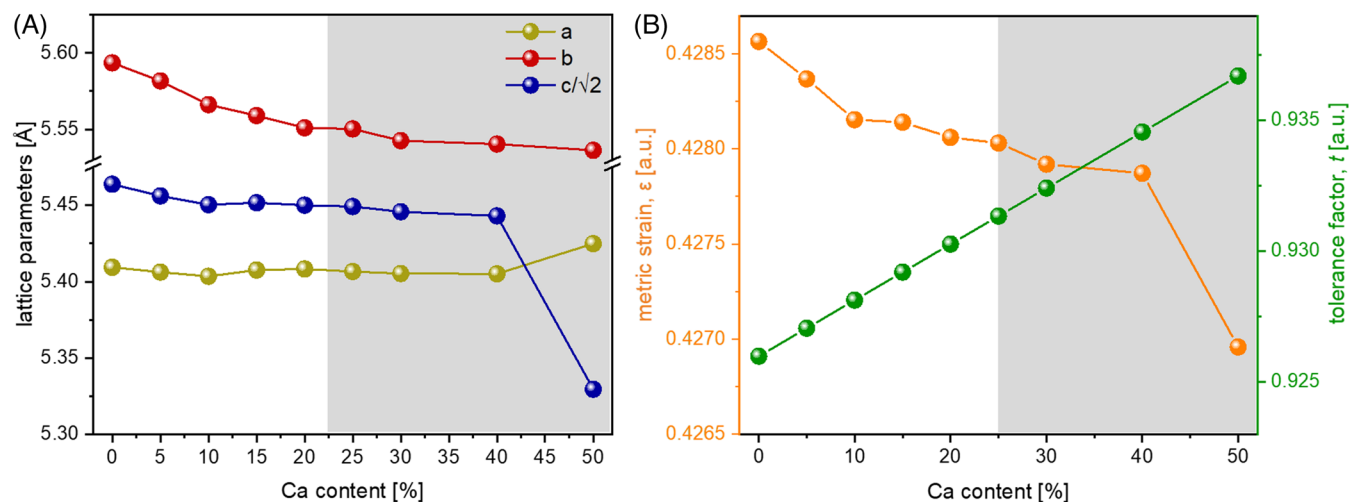 (A)
a
b
c/√2
lattice parameters [Å]
5.60
5.55
5.45
5.40
5.35
5.30
0 5 10 15 20 25 30 35 40 45 50
Ca content [%]
(B)
metric strain, ε [a.u.]
0.4285
0.4280
0.4275
0.4270
0.4265
0 10 20 30 40 50
Ca content [%]
tolerance factor, t [a.u.]
0.935
0.930
0.925